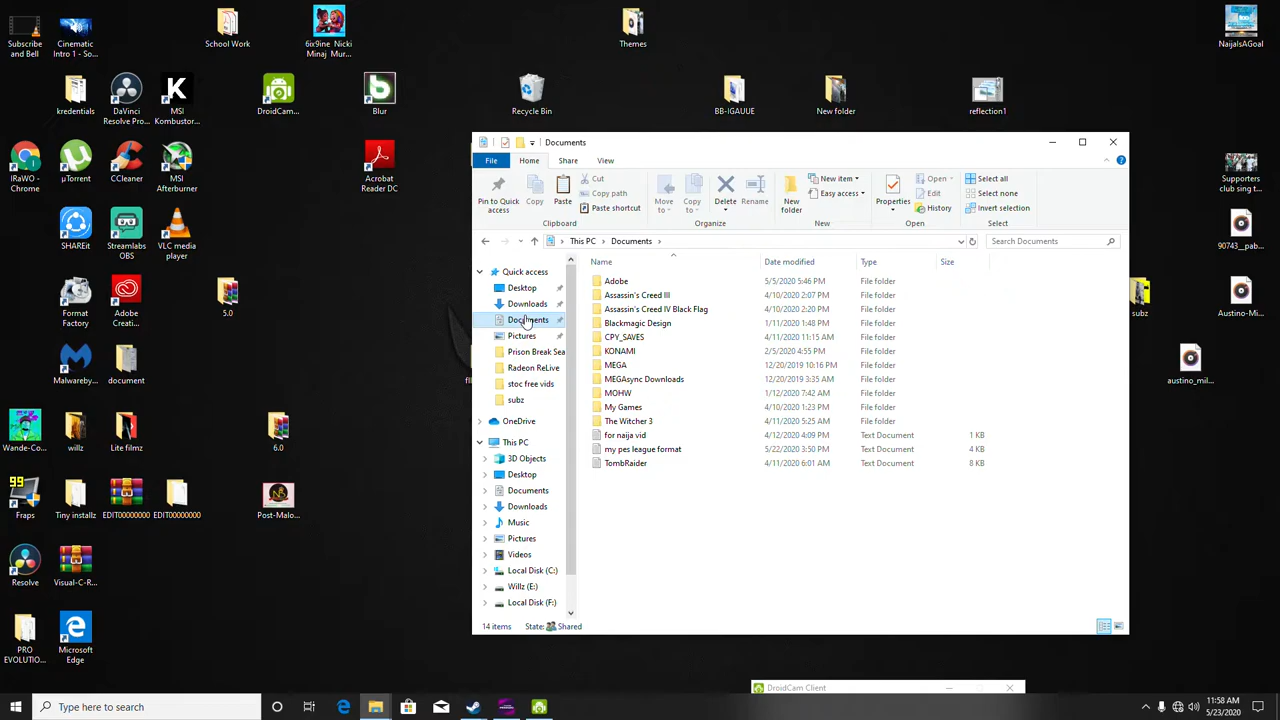 Subscribe and Bell
Cinematic Intro 1 - So...
School Work
6ix9ine Nicki Minaj Mur...
Themes
NaijaIsAGoal
kredentials
DaVinci Resolve Pro...
MSI Kombustor...
DroidCam...
Blur
Recycle Bin
BB-IGAUUE
New folder
reflection1
IRaWO - Chrome
µTorrent
CCleaner
MSI Afterburner
Acrobat Reader DC
Supporters club sing t...
SHAREit
Streamlabs OBS
VLC media player
90743__pab...
Format Factory
Adobe Creati...
5.0
subz
Austino-Mi...
Malwareby...
document
austino_mil...
Wande-Co...
willz
Lite filmz
6.0
99
Fraps
Tiny installz
EDIT00000000
EDIT00000000
Post-Malo...
Resolve
Visual-C-R...
PRO EVOLUTIO...
Microsoft Edge
Documents
File Home Share View
Pin to Quick access
Copy
Paste
Cut
Copy path
Paste shortcut
Clipboard
Move to
Copy to
Delete
Rename
Organize
New folder
New item
Easy access
New
Properties
Open
Edit
History
Open
Select all
Select none
Invert selection
Select
This PC > Documents >
Search Documents
Name Date modified Type Size
Quick access
Desktop
Downloads
Documents
Pictures
Prison Break Sea
Radeon ReLive
stoc free vids
subz
OneDrive
This PC
3D Objects
Desktop
Documents
Downloads
Music
Pictures
Videos
Local Disk (C:)
Willz (E:)
Local Disk (F:)
Adobe 5/5/2020 5:46 PM File folder
Assassin's Creed III 4/10/2020 2:07 PM File folder
Assassin's Creed IV Black Flag 4/10/2020 2:20 PM File folder
Blackmagic Design 1/11/2020 1:48 PM File folder
CPY_SAVES 4/11/2020 11:15 AM File folder
KONAMI 2/5/2020 4:55 PM File folder
MEGA 12/20/2019 10:16 PM File folder
MEGAsync Downloads 12/20/2019 3:35 AM File folder
MOHW 1/12/2020 7:42 AM File folder
My Games 4/10/2020 1:23 PM File folder
The Witcher 3 4/11/2020 5:25 AM File folder
for naija vid 4/12/2020 4:09 PM Text Document 1 KB
my pes league format 5/22/2020 3:50 PM Text Document 4 KB
TombRaider 4/11/2020 6:01 AM Text Document 8 KB
14 items State: Shared
DroidCam Client
Type here to search
11:58 AM
5/23/2020